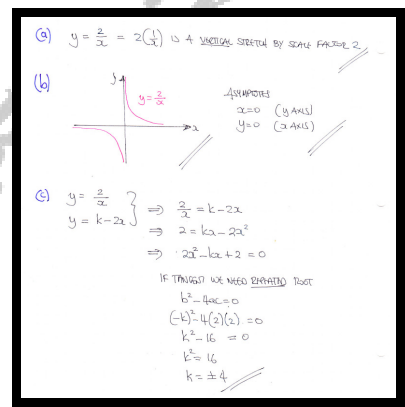 (a) y = 2/x = 2(1/x) IS A VERTICAL STRETCH BY SCALE FACTOR 2
(b)
y
y = 2/x
x
ASYMPTOTES
x=0 (y AXIS)
y=0 (x AXIS)
(c) y = 2/x
y = k-2x
⇒ 2/x = k-2x
⇒ 2 = kx - 2x²
⇒ 2x² - kx + 2 = 0
IF TANGENT WE NEED REPEATED ROOT
b² - 4ac = 0
(-k)² - 4(2)(2) = 0
k² - 16 = 0
k² = 16
k = ±4